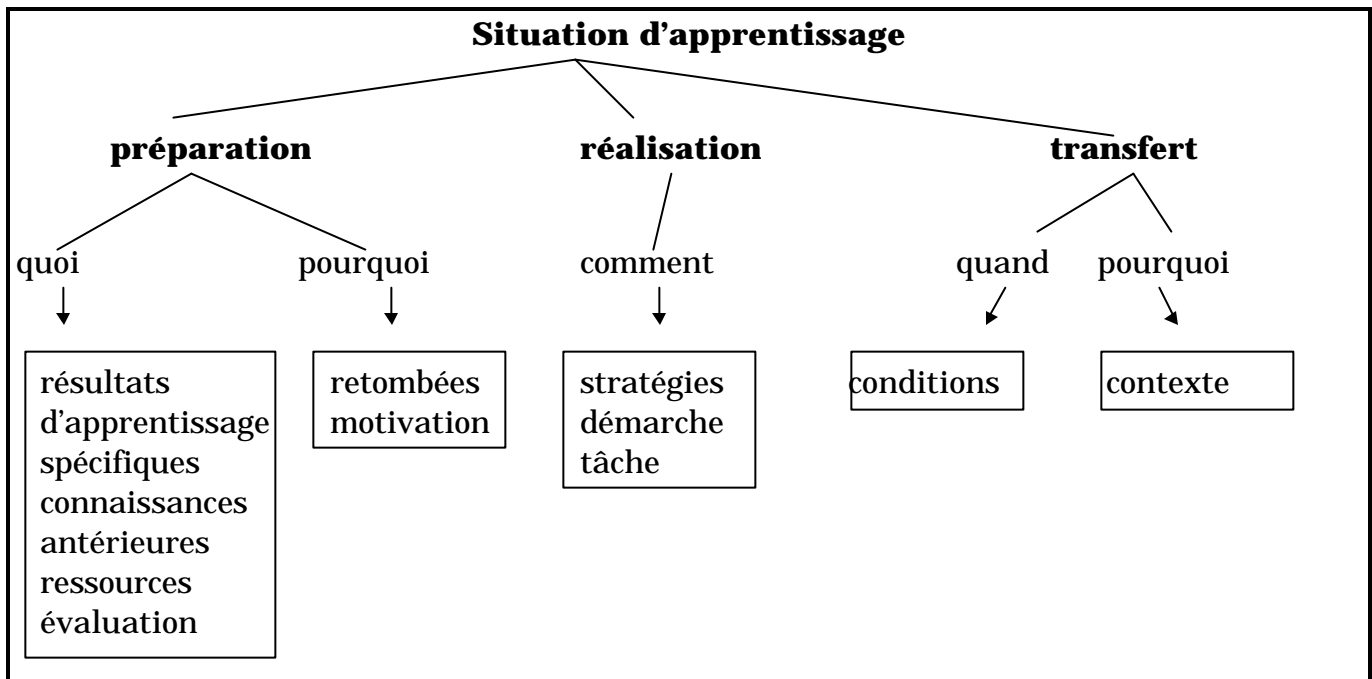 Situation d'apprentissage
préparation réalisation transfert
quoi pourquoi comment quand pourquoi
résultats
d'apprentissage
spécifiques
connaissances
antérieures
ressources
évaluation
retombées
motivation
stratégies
démarche
tâche
conditions
contexte